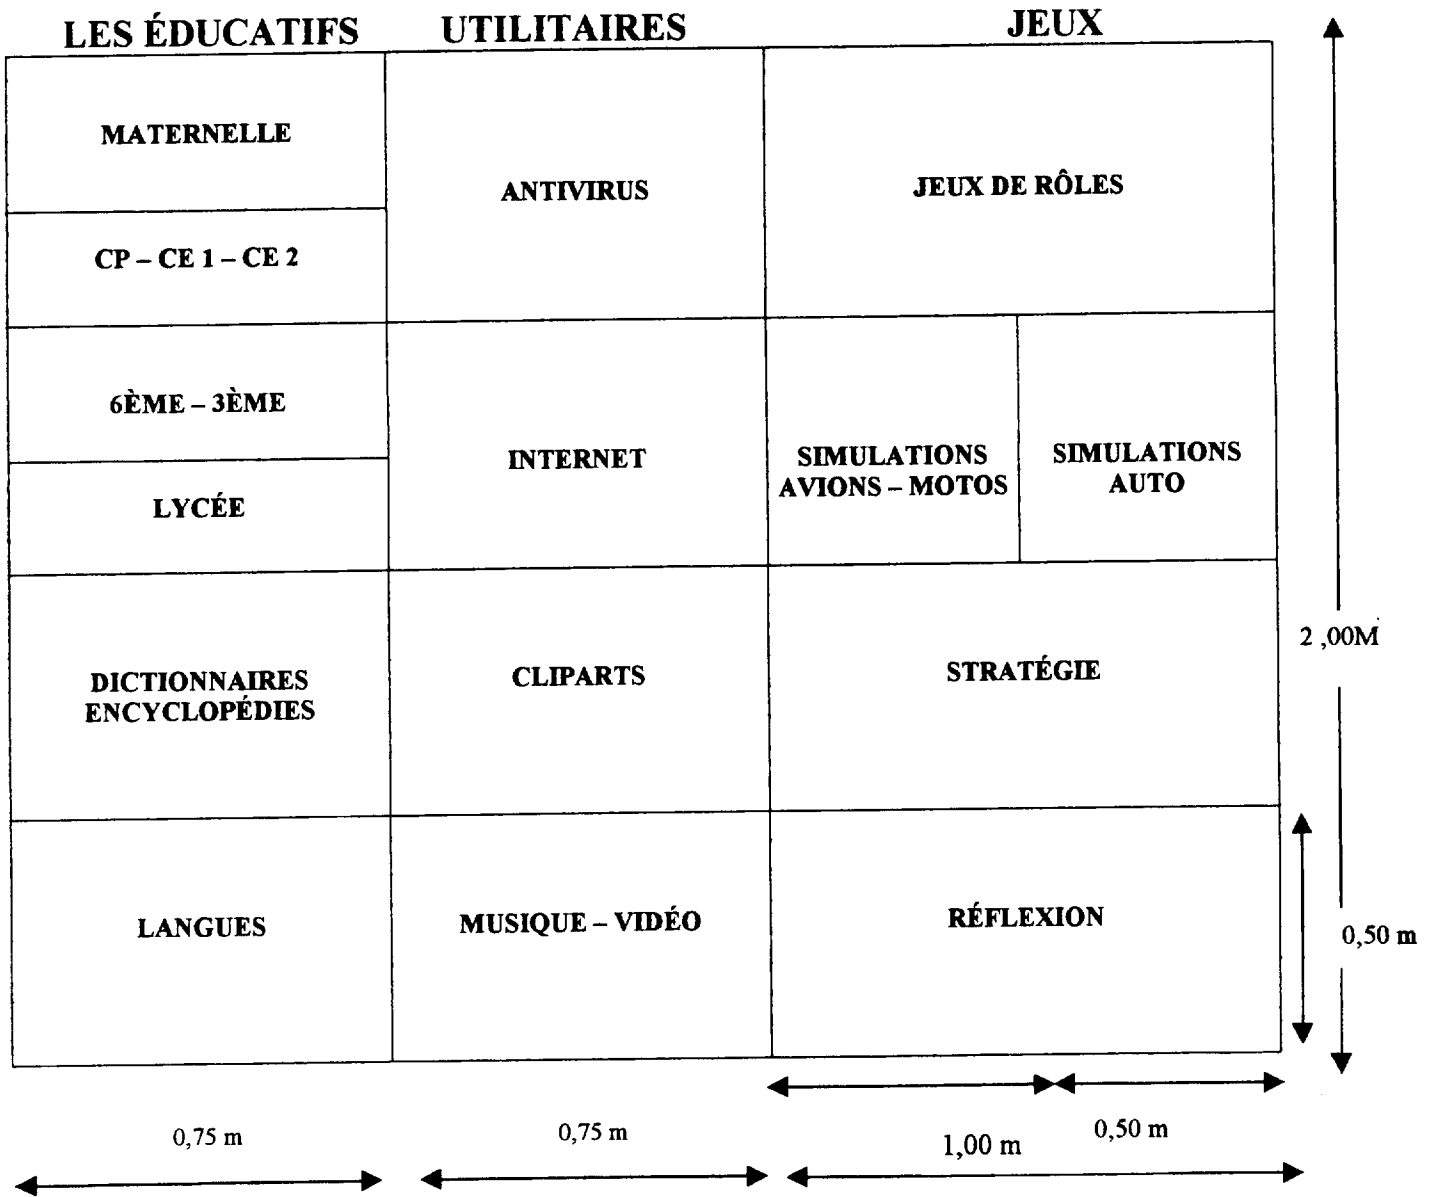 LES ÉDUCATIFS
UTILITAIRES
JEUX
MATERNELLE
ANTIVIRUS
JEUX DE RÔLES
CP – CE 1 – CE 2
6ÈME – 3ÈME
INTERNET
SIMULATIONS
AVIONS – MOTOS
SIMULATIONS
AUTO
LYCÉE
2 ,00M
DICTIONNAIRES
ENCYCLOPÉDIES
CLIPARTS
STRATÉGIE
LANGUES
MUSIQUE – VIDÉO
RÉFLEXION
0,50 m
0,75 m
0,75 m
1,00 m
0,50 m